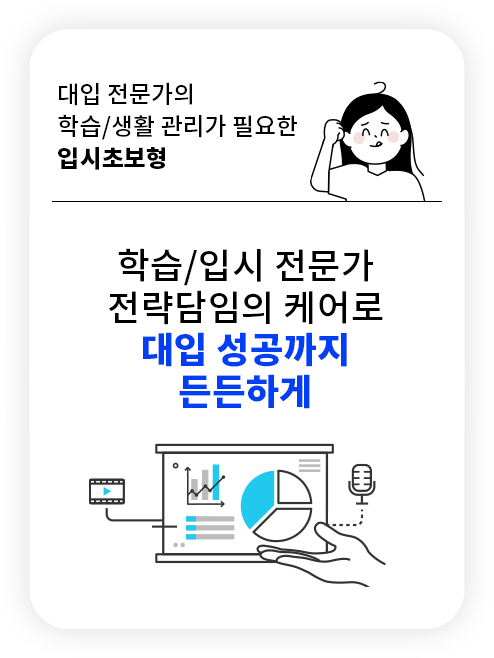 대입 전문가의
학습/생활 관리가 필요한
입시초보형
학습/입시 전문가
전략담임의 케어로
대입 성공까지
든든하게